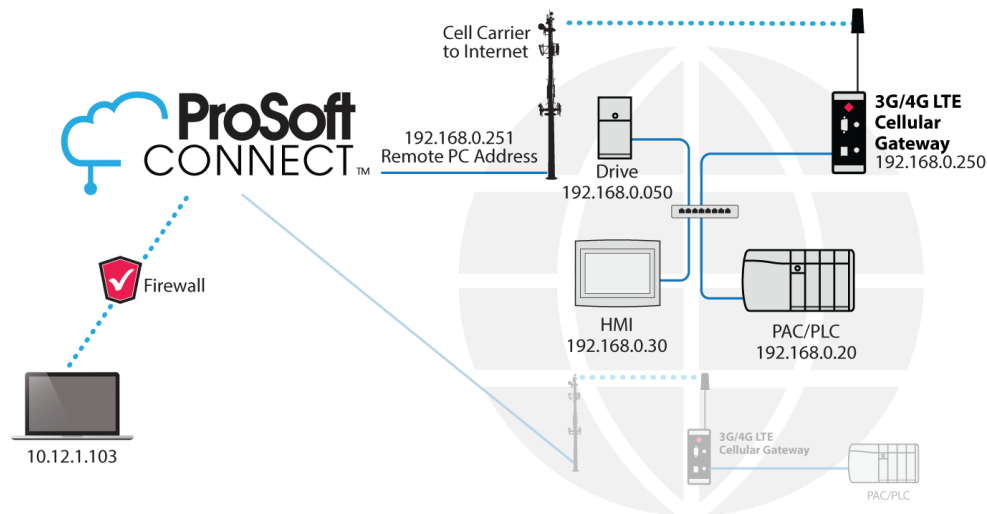 Cell Carrier
to Internet
ProSoft
CONNECT™
192.168.0.251
Remote PC Address
3G/4G LTE
Cellular
Gateway
192.168.0.250
Drive
192.168.0.050
Firewall
HMI
192.168.0.30
PAC/PLC
192.168.0.20
10.12.1.103
3G/4G LTE
Cellular Gateway
PAC/PLC